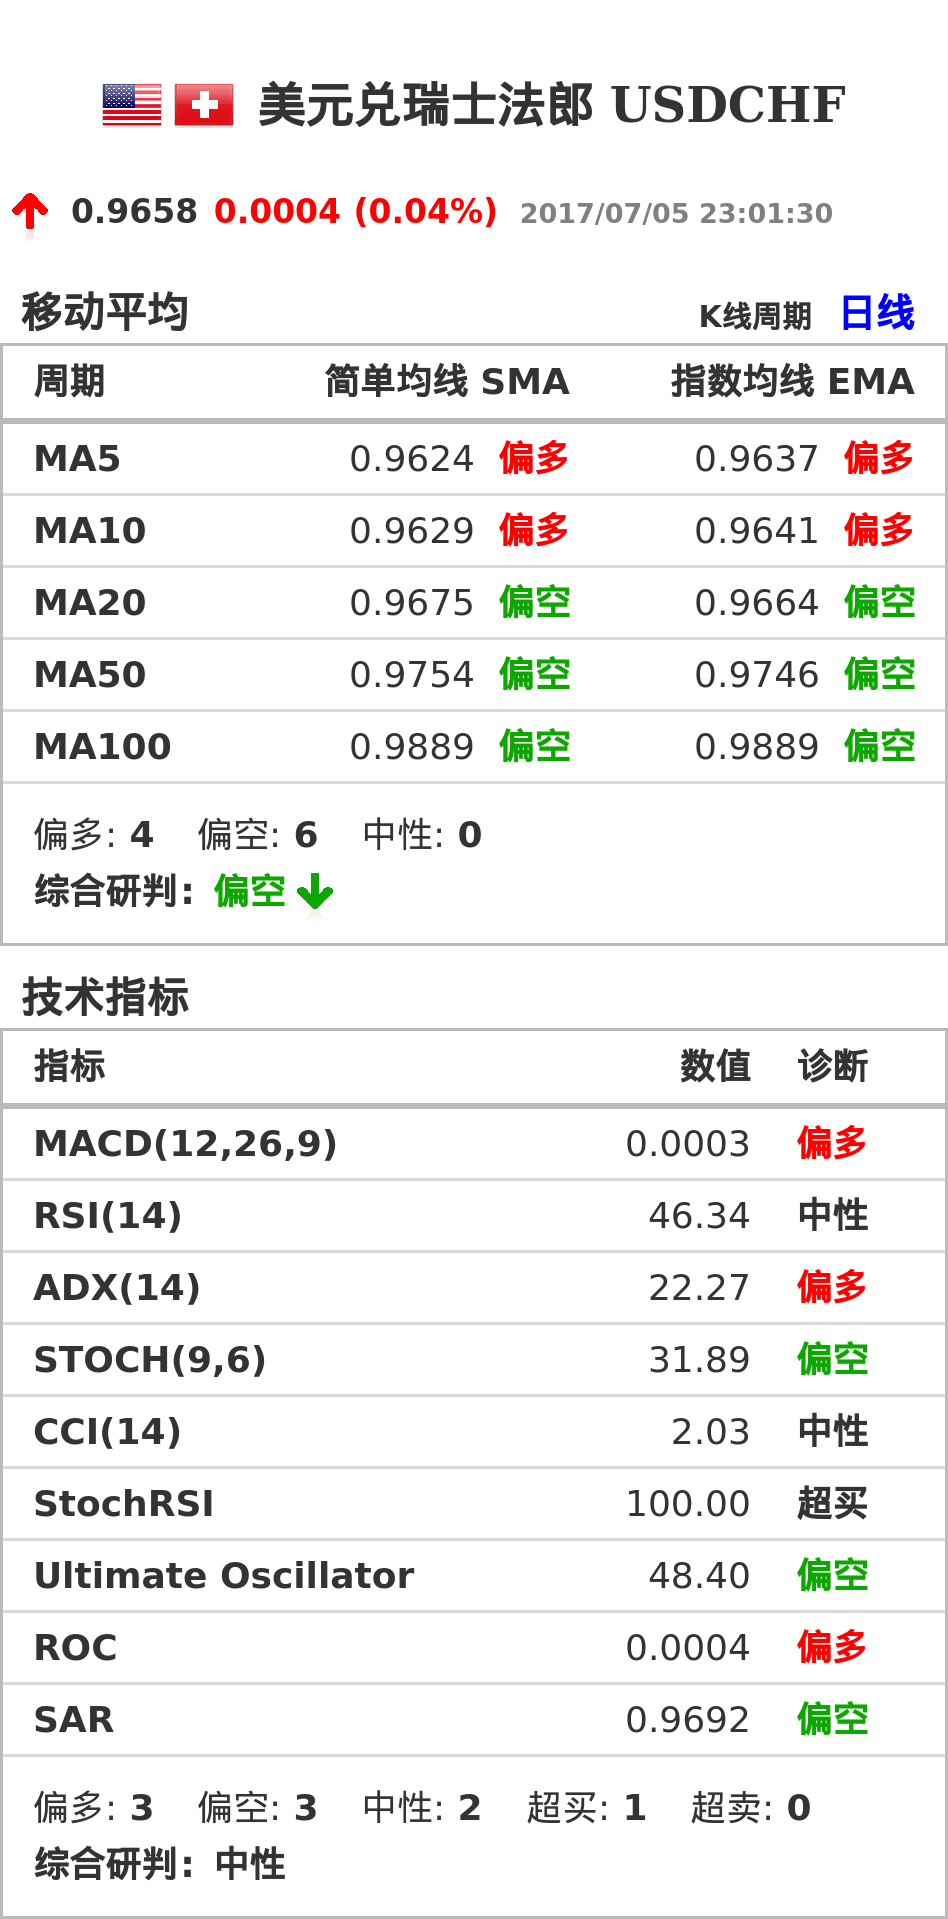 美元兑瑞士法郎 USDCHF
0.9658 0.0004 (0.04%) 2017/07/05 23:01:30
移动平均 K线周期 日线
周期 简单均线 SMA 指数均线 EMA
MA5 0.9624 偏多 0.9637 偏多
MA10 0.9629 偏多 0.9641 偏多
MA20 0.9675 偏空 0.9664 偏空
MA50 0.9754 偏空 0.9746 偏空
MA100 0.9889 偏空 0.9889 偏空
偏多: 4 偏空: 6 中性: 0
综合研判: 偏空
技术指标
指标 数值 诊断
MACD(12,26,9) 0.0003 偏多
RSI(14) 46.34 中性
ADX(14) 22.27 偏多
STOCH(9,6) 31.89 偏空
CCI(14) 2.03 中性
StochRSI 100.00 超买
Ultimate Oscillator 48.40 偏空
ROC 0.0004 偏多
SAR 0.9692 偏空
偏多: 3 偏空: 3 中性: 2 超买: 1 超卖: 0
综合研判: 中性